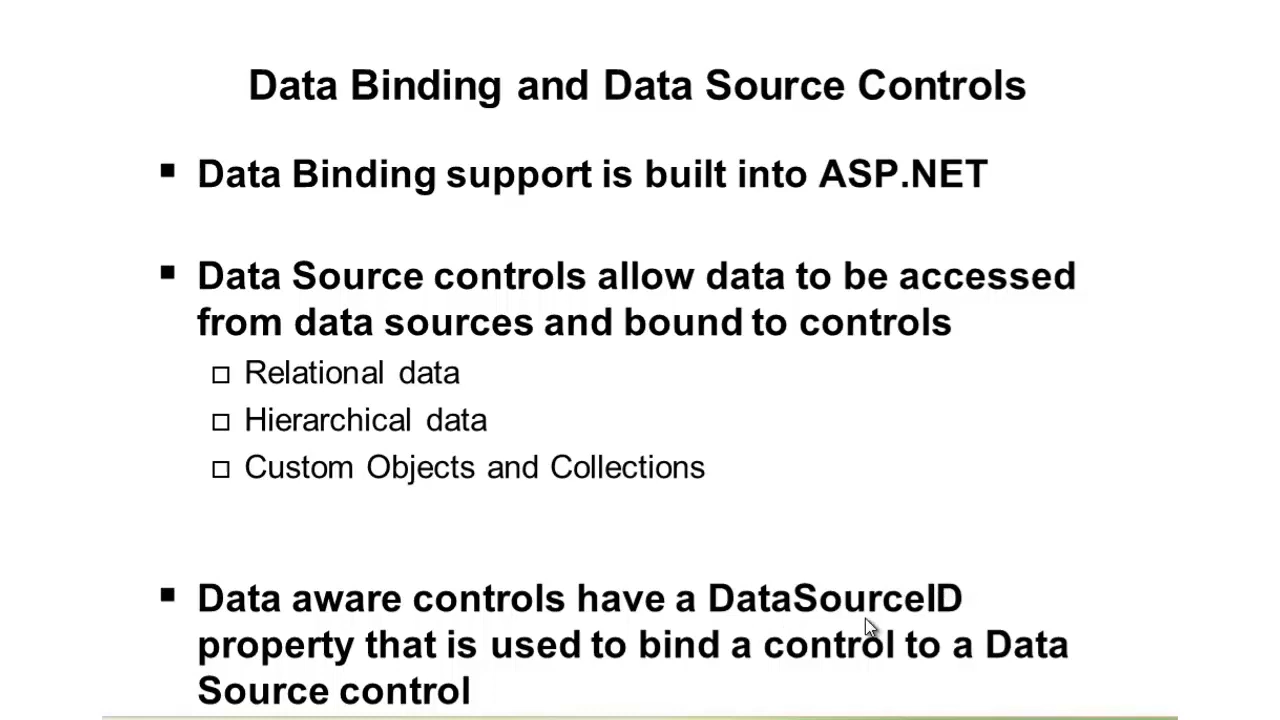 Data Binding and Data Source Controls
▪ Data Binding support is built into ASP.NET
▪ Data Source controls allow data to be accessed
from data sources and bound to controls
□ Relational data
□ Hierarchical data
□ Custom Objects and Collections
▪ Data aware controls have a DataSourceID
property that is used to bind a control to a Data
Source control